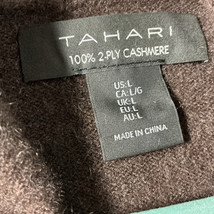 TAHARI
100% 2-PLY CASHMERE
US:L
CA:L/G
UK:L
EU:L
AU:L
MADE IN CHINA